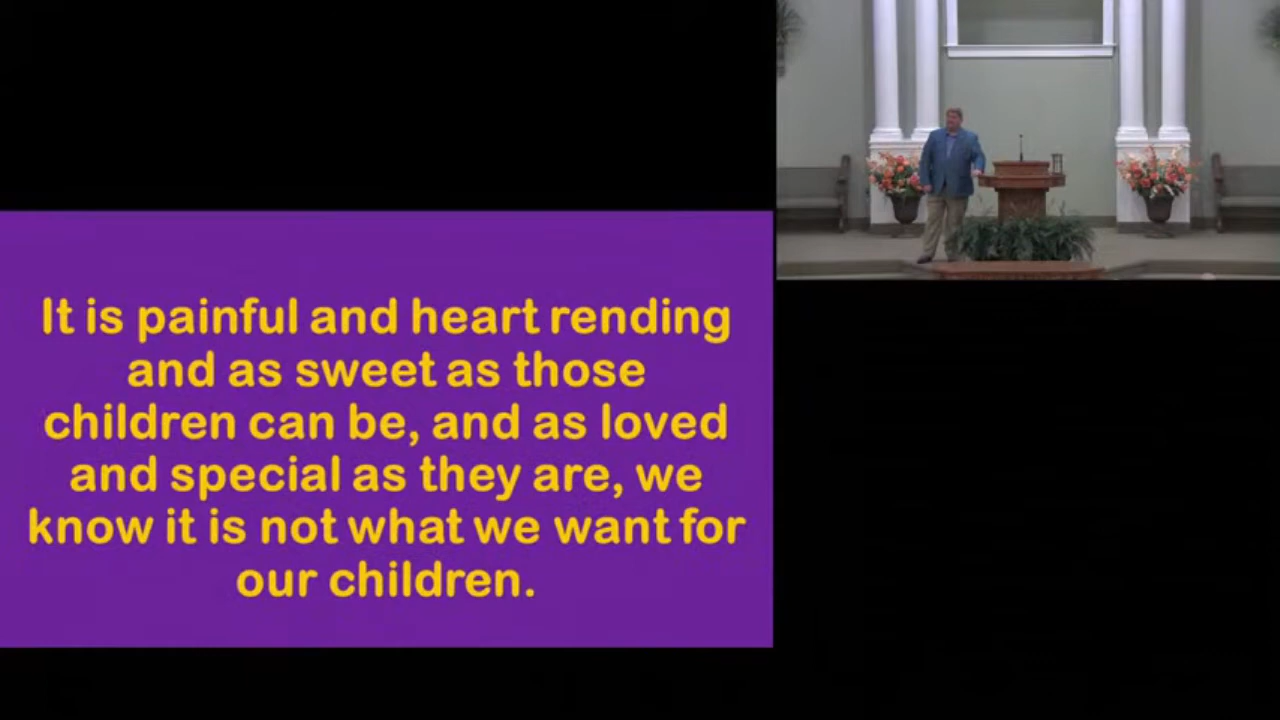 It is painful and heart rending
and as sweet as those
children can be, and as loved
and special as they are, we
know it is not what we want for
our children.